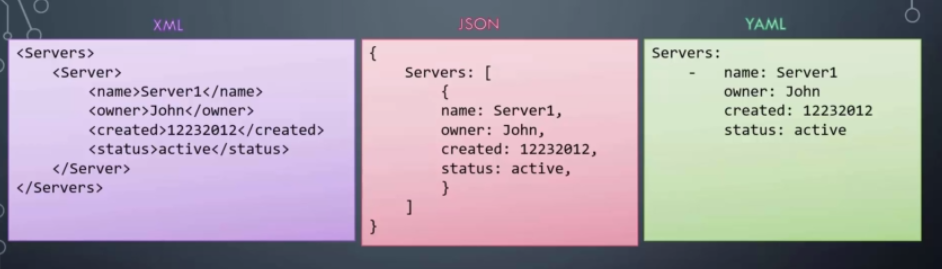 XML
<Servers>
    <Server>
        <name>Server1</name>
        <owner>John</owner>
        <created>12232012</created>
        <status>active</status>
    </Server>
</Servers>
JSON
{
    Servers: [
        {
        name: Server1,
        owner: John,
        created: 12232012,
        status: active,
        }
    ]
}
YAML
Servers:
    -   name: Server1
        owner: John
        created: 12232012
        status: active